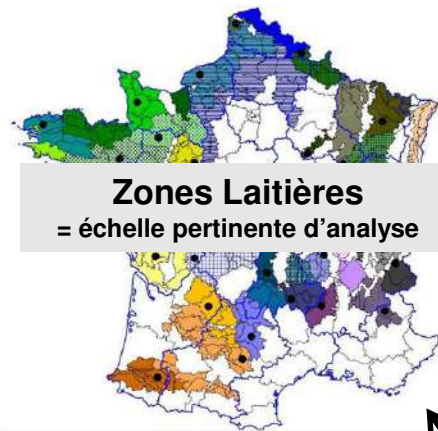 Zones Laitières
= échelle pertinente d'analyse